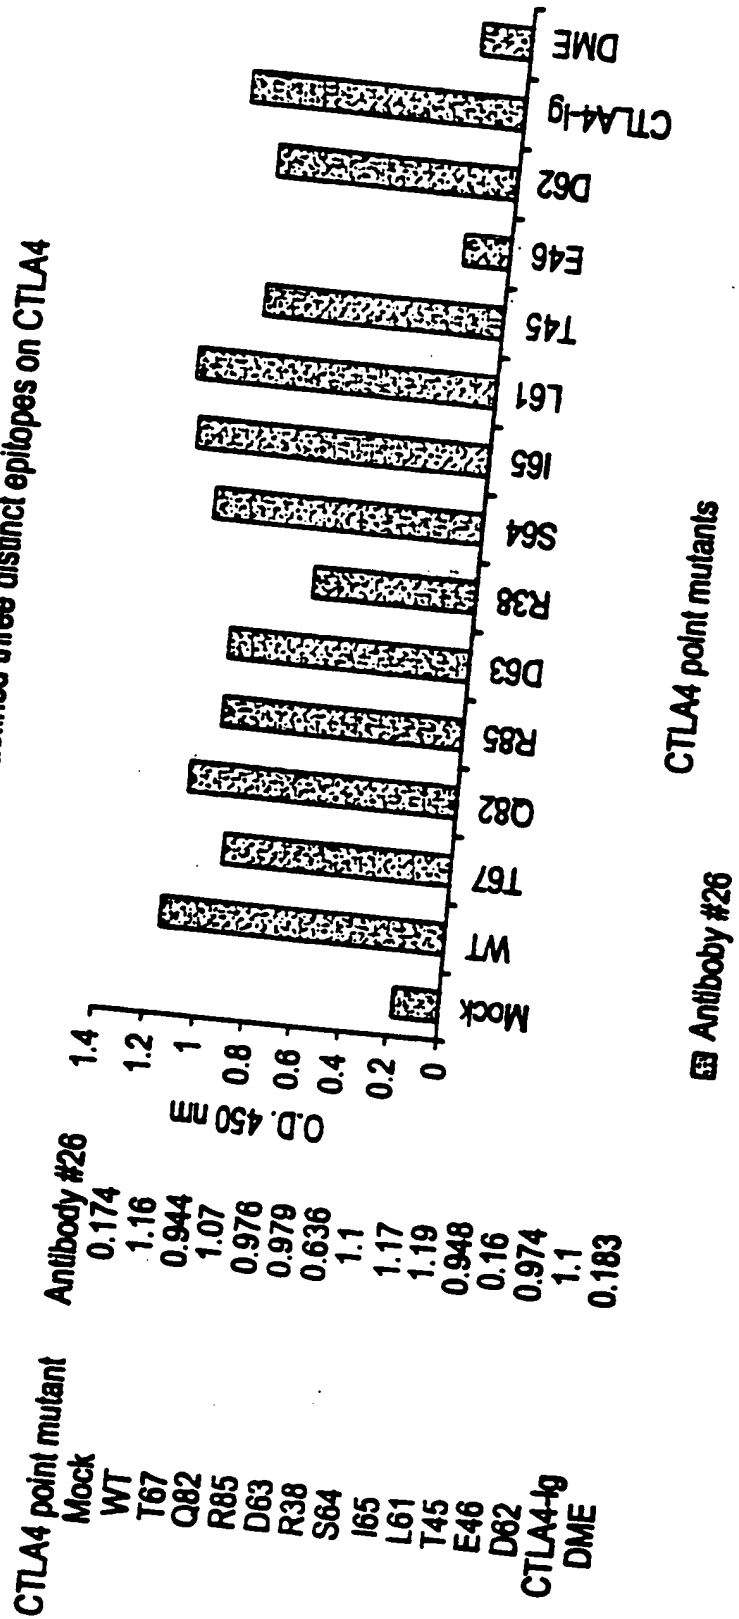 defined three distinct epitopes on CTLA4
CTLA4 point mutant Antibody #26
Mock 0.174
WT 1.16
T67 0.944
Q82 1.07
R85 0.976
D63 0.979
R38 0.636
S64 1.1
I65 1.17
L61 1.19
T45 0.948
E46 0.16
D62 0.974
CTLA4-Ig 1.1
DME 0.183
O.D. 450 nm
1.4
1.2
1
0.8
0.6
0.4
0.2
0
Mock
WT
T67
Q82
R85
D63
R38
S64
I65
L61
T45
E46
D62
CTLA4-Ig
DME
CTLA4 point mutants
Antiboby #26